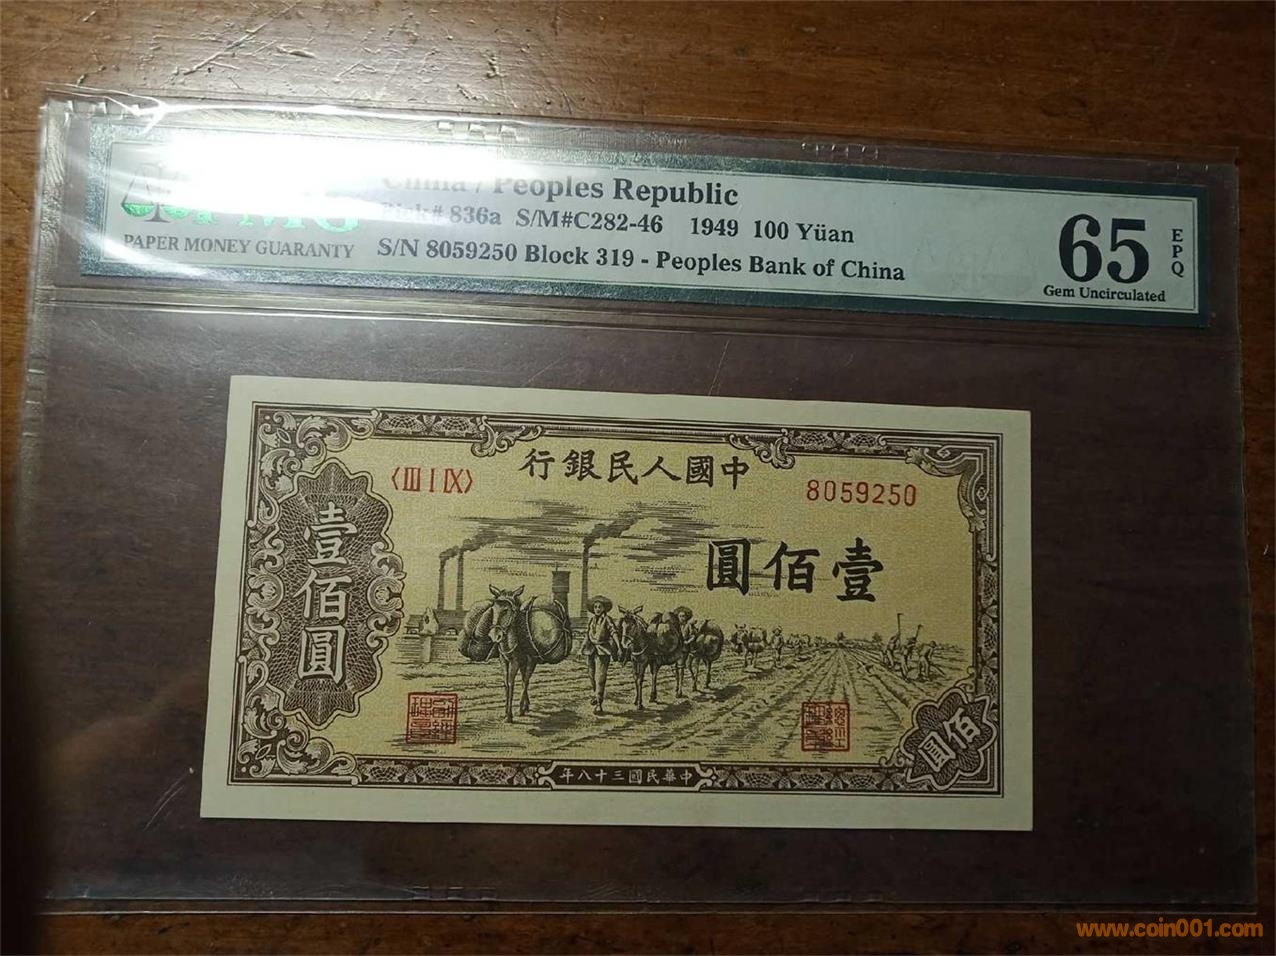 China / Peoples Republic
Pick# 836a S/M#C282-46 1949 100 Yüan
PMG
PAPER MONEY GUARANTY
S/N 8059250 Block 319 - Peoples Bank of China
65
EPQ
Gem Uncirculated
行銀民人國中
〈III I IX〉
8059250
圓佰壹
壹佰圓
佰圓
年八十三國民華中
www.coin001.com